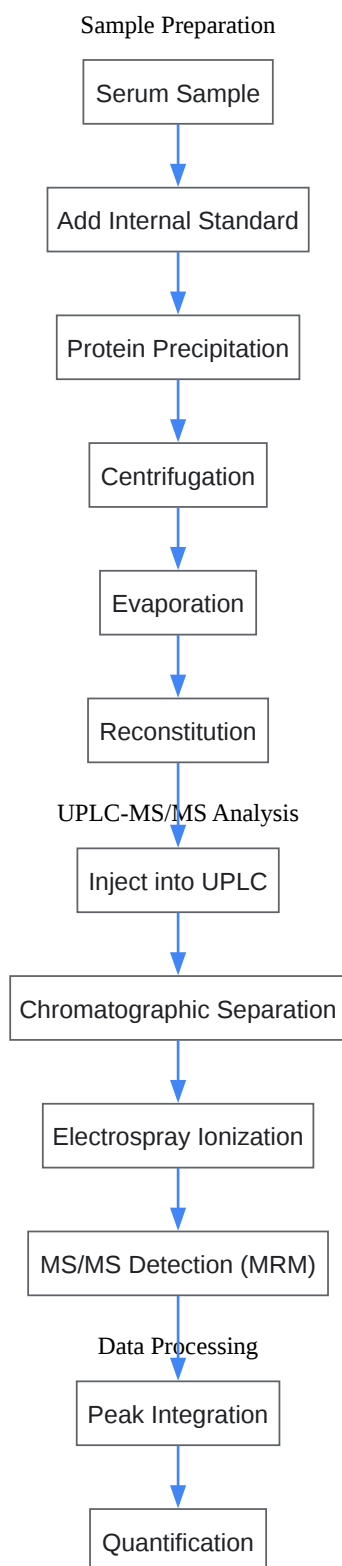 Sample Preparation
Serum Sample
Add Internal Standard
Protein Precipitation
Centrifugation
Evaporation
Reconstitution
UPLC-MS/MS Analysis
Inject into UPLC
Chromatographic Separation
Electrospray Ionization
MS/MS Detection (MRM)
Data Processing
Peak Integration
Quantification